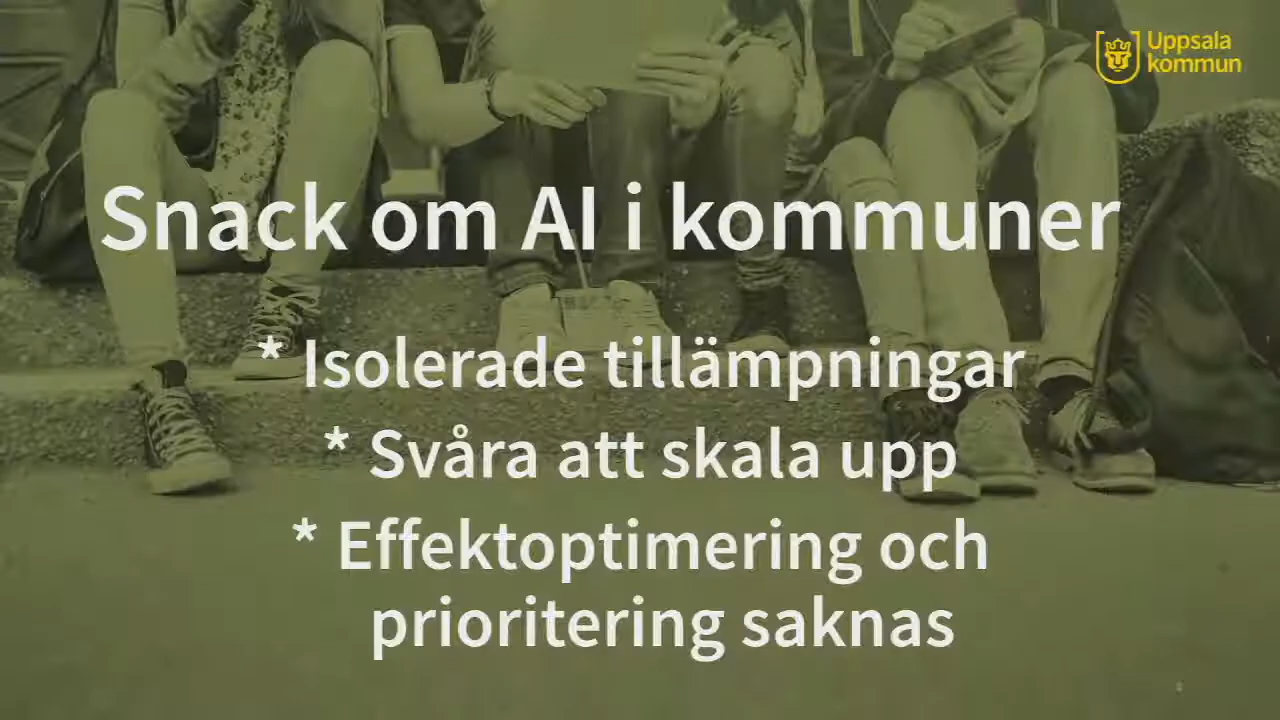 Uppsala
kommun
Snack om AI i kommuner
* Isolerade tillämpningar
* Svåra att skala upp
* Effektoptimering och
prioritering saknas